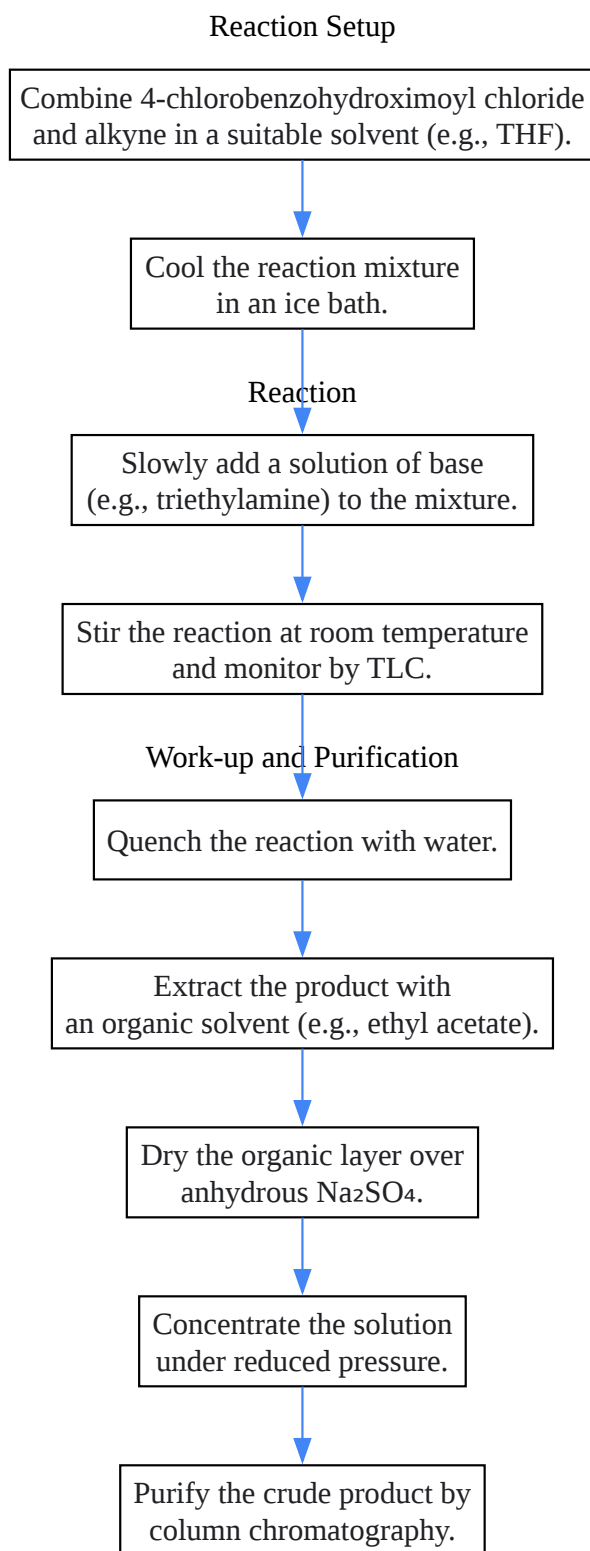 Reaction Setup
Combine 4-chlorobenzohydroximoyl chloride
and alkyne in a suitable solvent (e.g., THF).
Cool the reaction mixture
in an ice bath.
Reaction
Slowly add a solution of base
(e.g., triethylamine) to the mixture.
Stir the reaction at room temperature
and monitor by TLC.
Work-up and Purification
Quench the reaction with water.
Extract the product with
an organic solvent (e.g., ethyl acetate).
Dry the organic layer over
anhydrous Na₂SO₄.
Concentrate the solution
under reduced pressure.
Purify the crude product by
column chromatography.